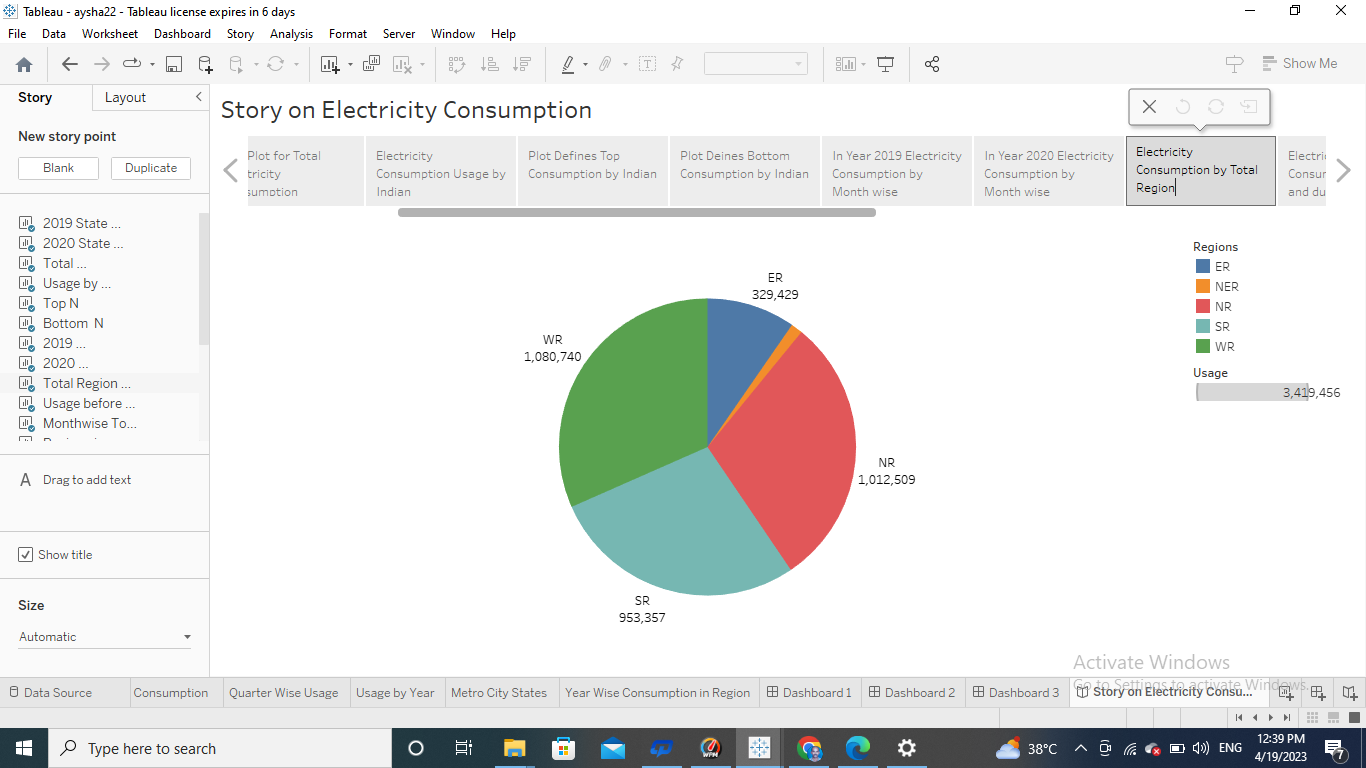 Tableau - aysha22 - Tableau license expires in 6 days
File Data Worksheet Dashboard Story Analysis Format Server Window Help
Show Me
Story Layout
New story point
Blank Duplicate
2019 State ...
2020 State ...
Total ...
Usage by ...
Top N
Bottom N
2019 ...
2020 ...
Total Region ...
Usage before ...
Monthwise To...
A Drag to add text
Show title
Size
Automatic
Story on Electricity Consumption
Plot for Total
tricity
sumption
Electricity
Consumption Usage by
Indian
Plot Defines Top
Consumption by Indian
Plot Deines Bottom
Consumption by Indian
In Year 2019 Electricity
Consumption by
Month wise
In Year 2020 Electricity
Consumption by
Month wise
Electricity
Consumption by Total
Region
Electri
Consur
and du
ER
329,429
WR
1,080,740
NR
1,012,509
SR
953,357
Regions
ER
NER
NR
SR
WR
Usage
3,419,456
Activate Windows
Go to Settings to activate Windows.
Data Source Consumption Quarter Wise Usage Usage by Year Metro City States Year Wise Consumption in Region Dashboard 1 Dashboard 2 Dashboard 3 Story on Electricity Consu...
Type here to search
WPM
38°C
ENG
12:39 PM
4/19/2023
7